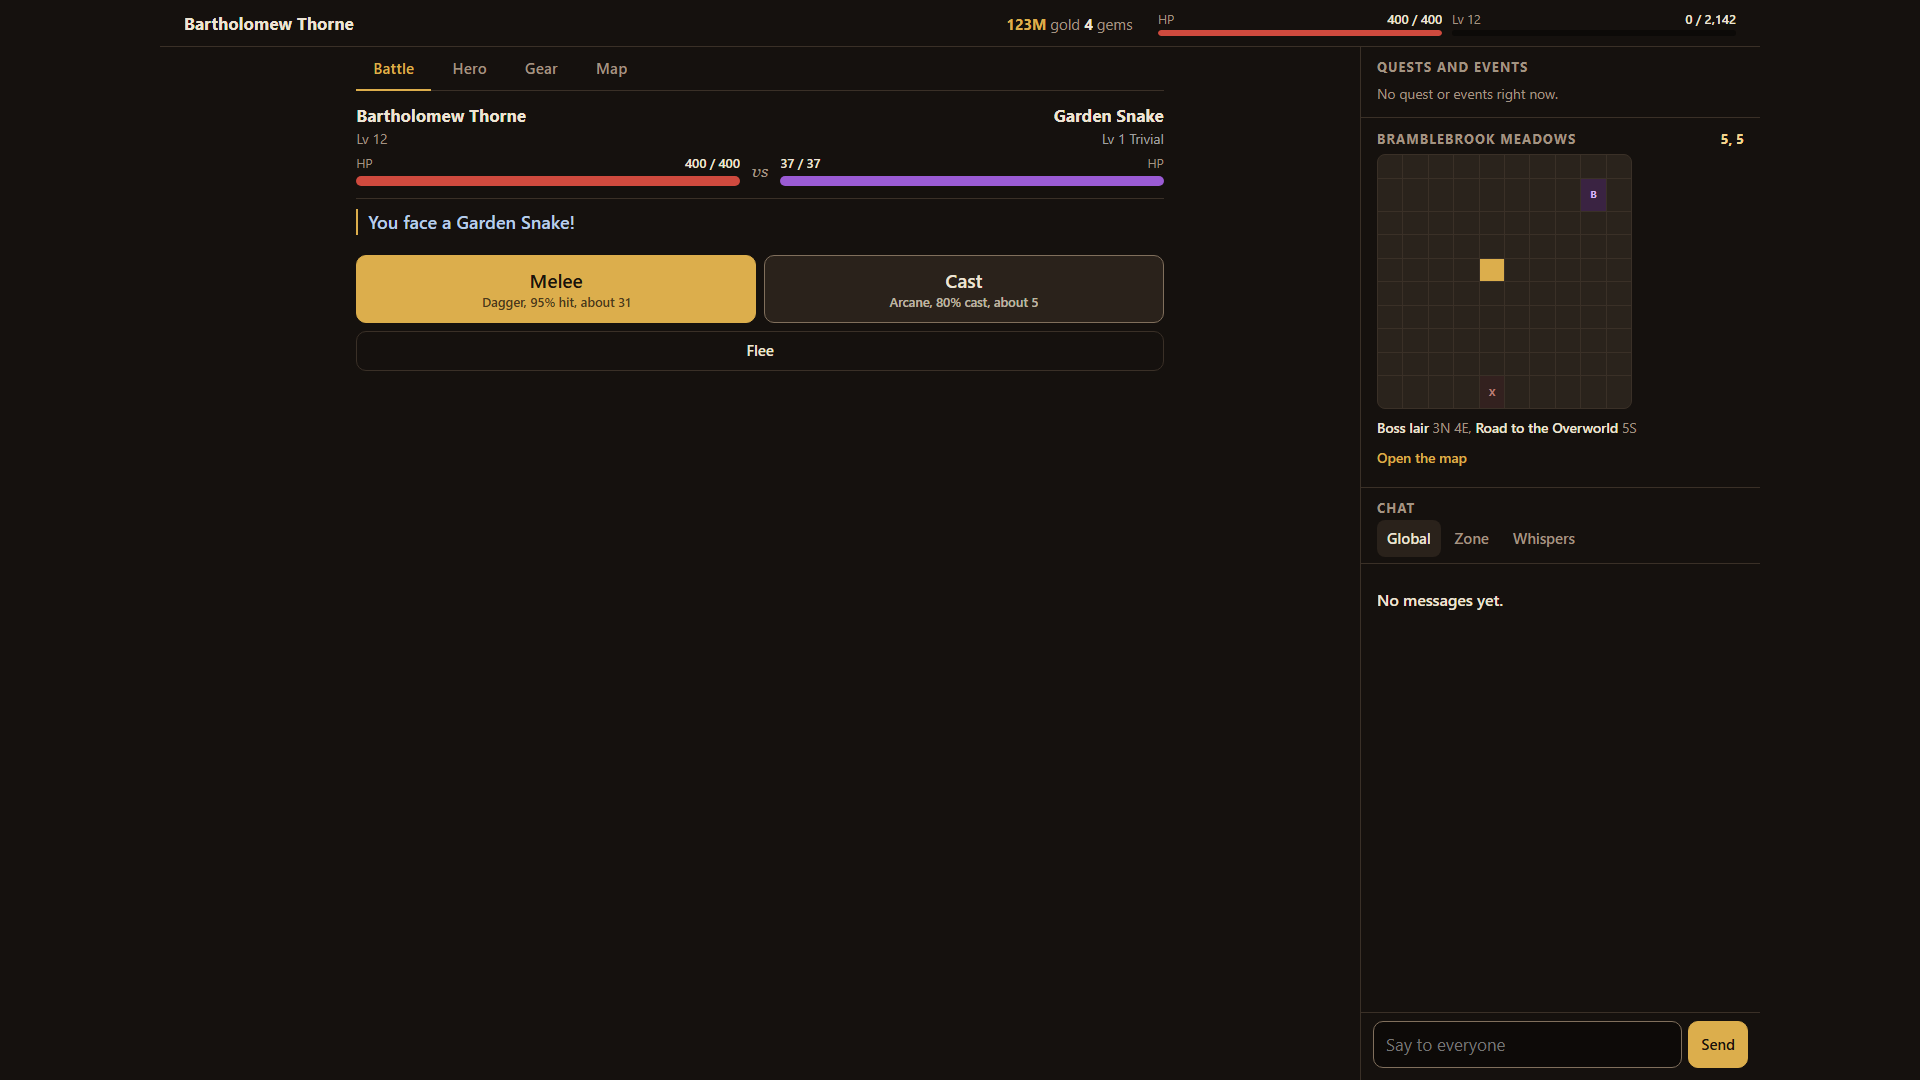 Bartholomew Thorne
123M gold 4 gems
HP 400 / 400
Lv 12 0 / 2,142
Battle Hero Gear Map
Bartholomew Thorne
Lv 12
HP 400 / 400
vs
Garden Snake
Lv 1 Trivial
37 / 37 HP
You face a Garden Snake!
Melee
Dagger, 95% hit, about 31
Cast
Arcane, 80% cast, about 5
Flee
QUESTS AND EVENTS
No quest or events right now.
BRAMBLEBROOK MEADOWS 5, 5
B
X
Boss lair 3N 4E, Road to the Overworld 5S
Open the map
CHAT
Global Zone Whispers
No messages yet.
Say to everyone Send